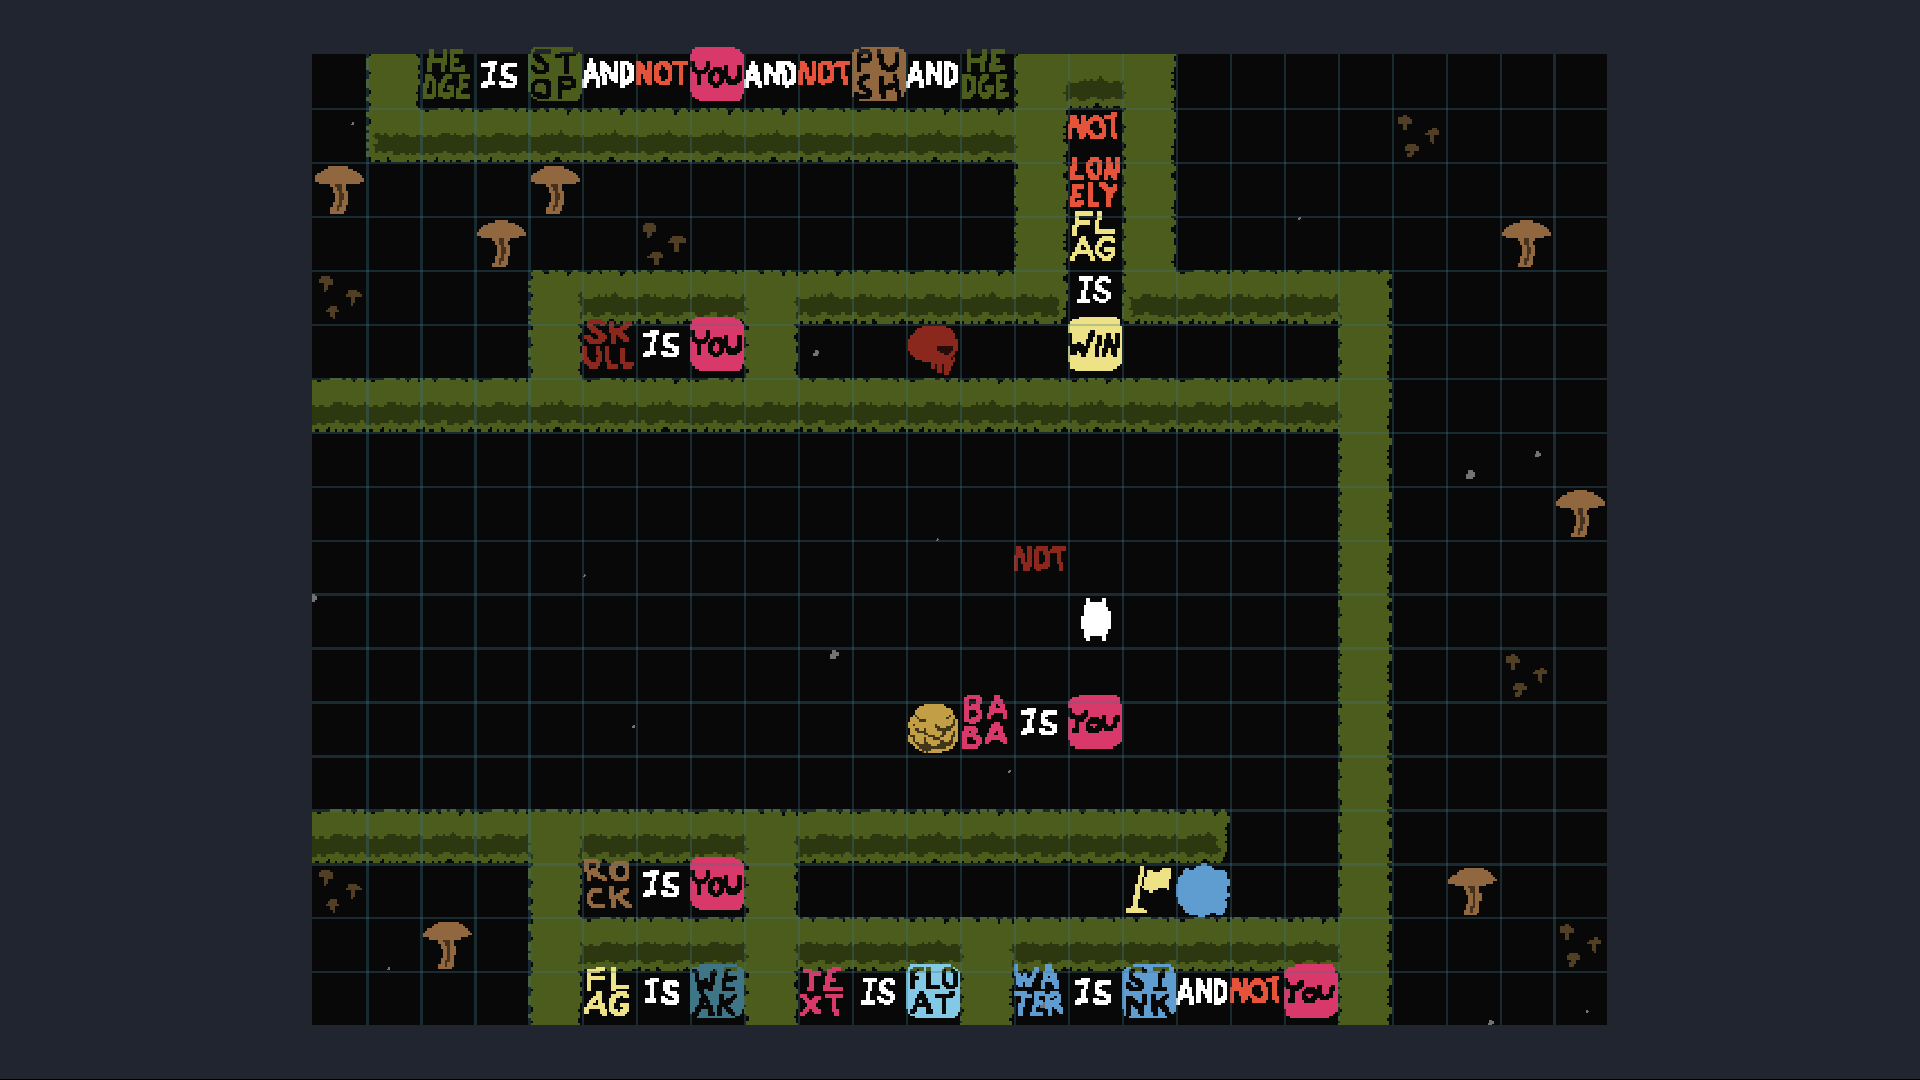 HEDGE IS STOP AND NOT YOU AND NOT PUSH AND HEDGE
NOT
LONELY
FLAG
IS
WIN
SKULL IS YOU
NOT
BABA IS YOU
ROCK IS YOU
FLAG IS WEAK
TEXT IS FLOAT
WATER IS SINK AND NOT YOU